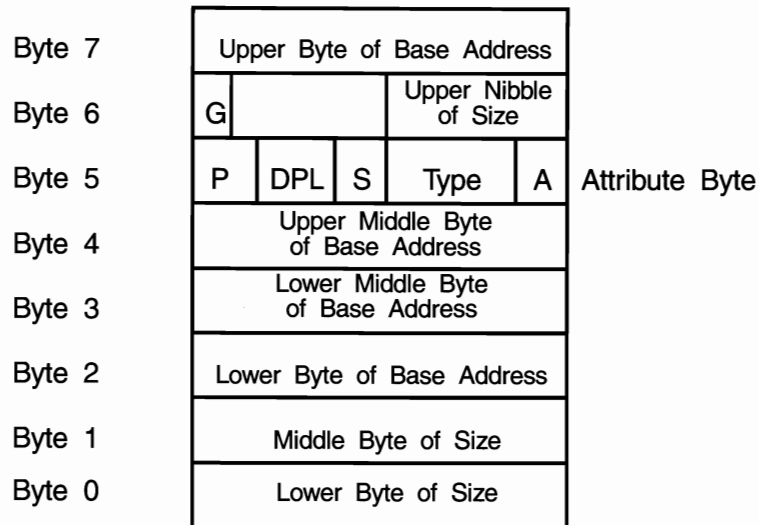 Byte 7 Upper Byte of Base Address
Byte 6 G Upper Nibble
of Size
Byte 5 P DPL S Type A Attribute Byte
Byte 4 Upper Middle Byte
of Base Address
Byte 3 Lower Middle Byte
of Base Address
Byte 2 Lower Byte of Base Address
Byte 1 Middle Byte of Size
Byte 0 Lower Byte of Size